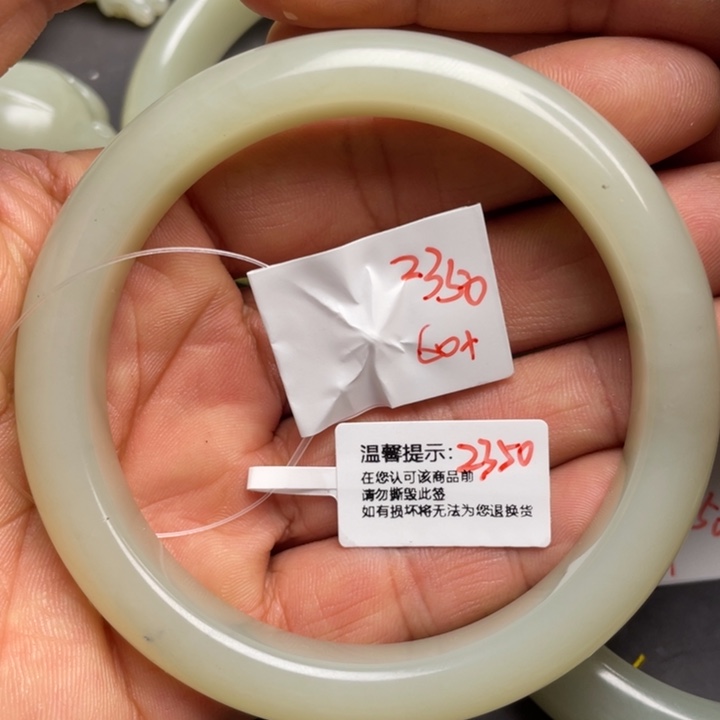 2350
60+
温馨提示:2350
在您认可该商品前
请勿撕毁此签
如有损坏将无法为您退换货